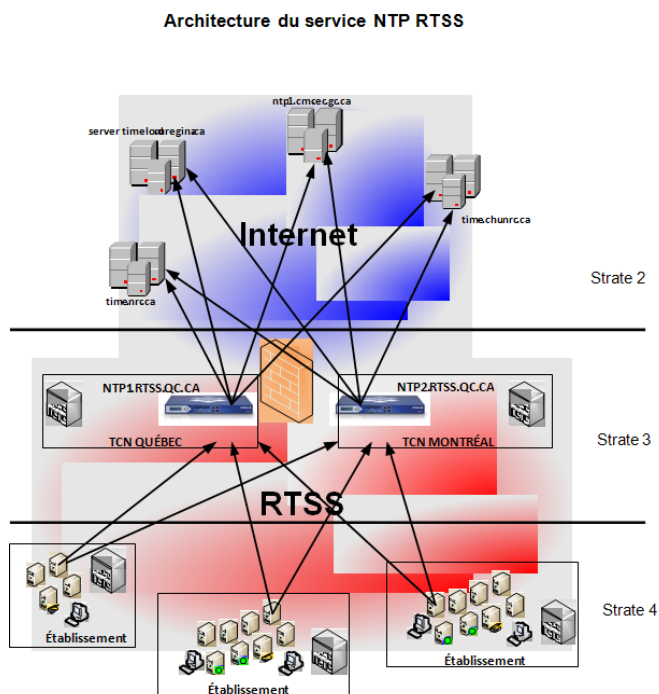 Architecture du service NTP RTSS
ntp1.cmc.ec.gc.ca
time.chu.nrc.ca
Internet
time.nrc.ca
Strate 2
NTP1.RTSS.QC.CA
NTP2.RTSS.QC.CA
TCN QUÉBEC
TCN MONTRÉAL
Strate 3
RTSS
Strate 4
Établissement
Établissement
Établissement